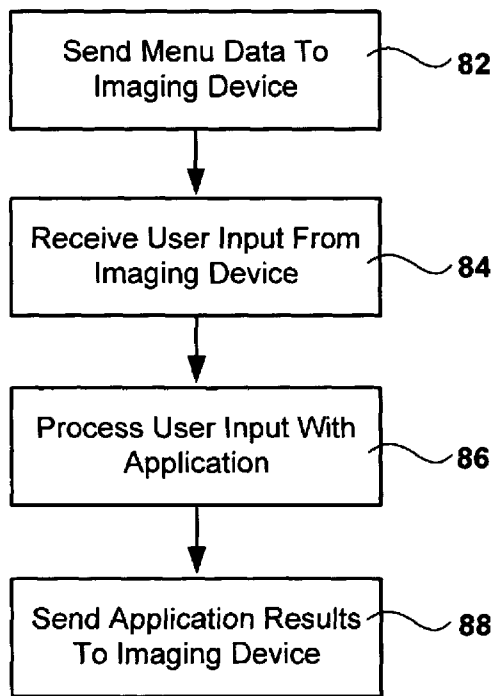 Send Menu Data To
Imaging Device
82
Receive User Input From
Imaging Device
84
Process User Input With
Application
86
Send Application Results
To Imaging Device
88